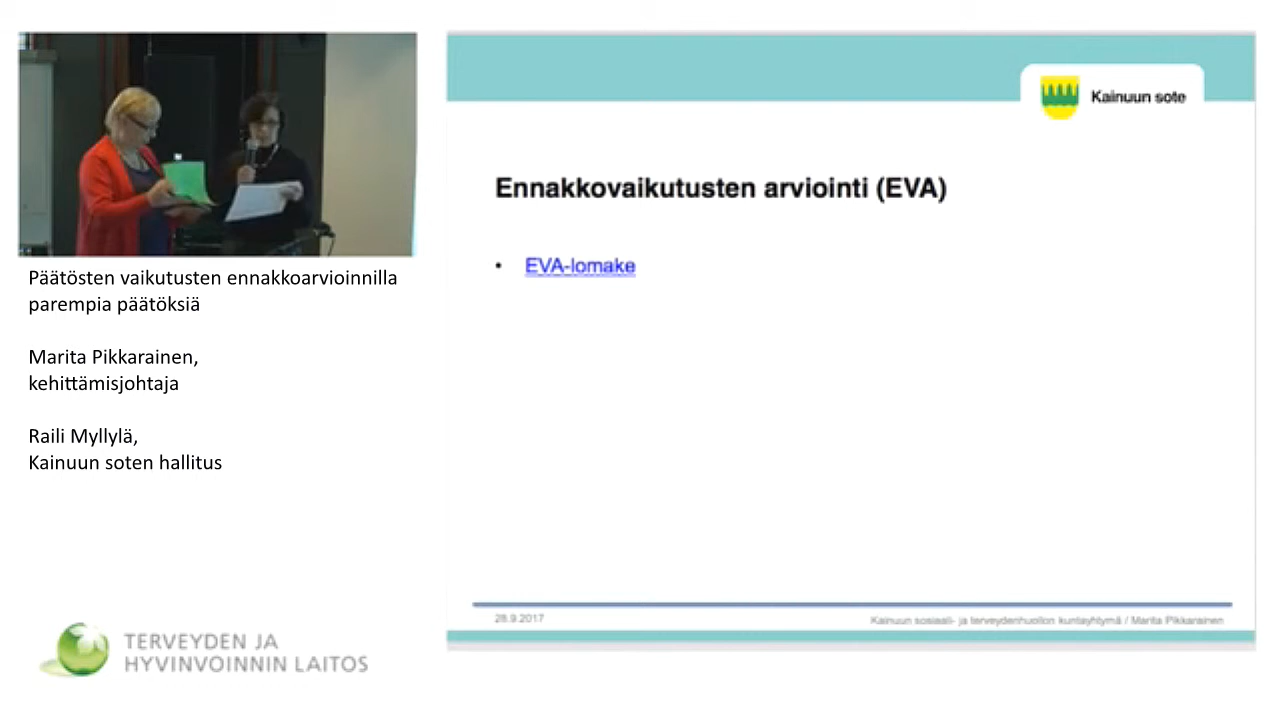 Kainuun sote
Ennakkovaikutusten arviointi (EVA)
• EVA-lomake
Päätösten vaikutusten ennakkoarvioinnilla
parempia päätöksiä
Marita Pikkarainen,
kehittämisjohtaja
Raili Myllylä,
Kainuun soten hallitus
28.9.2017
Kainuun sosiaali- ja terveydenhuollon kuntayhtymä / Marita Pikkarainen
TERVEYDEN JA
HYVINVOINNIN LAITOS